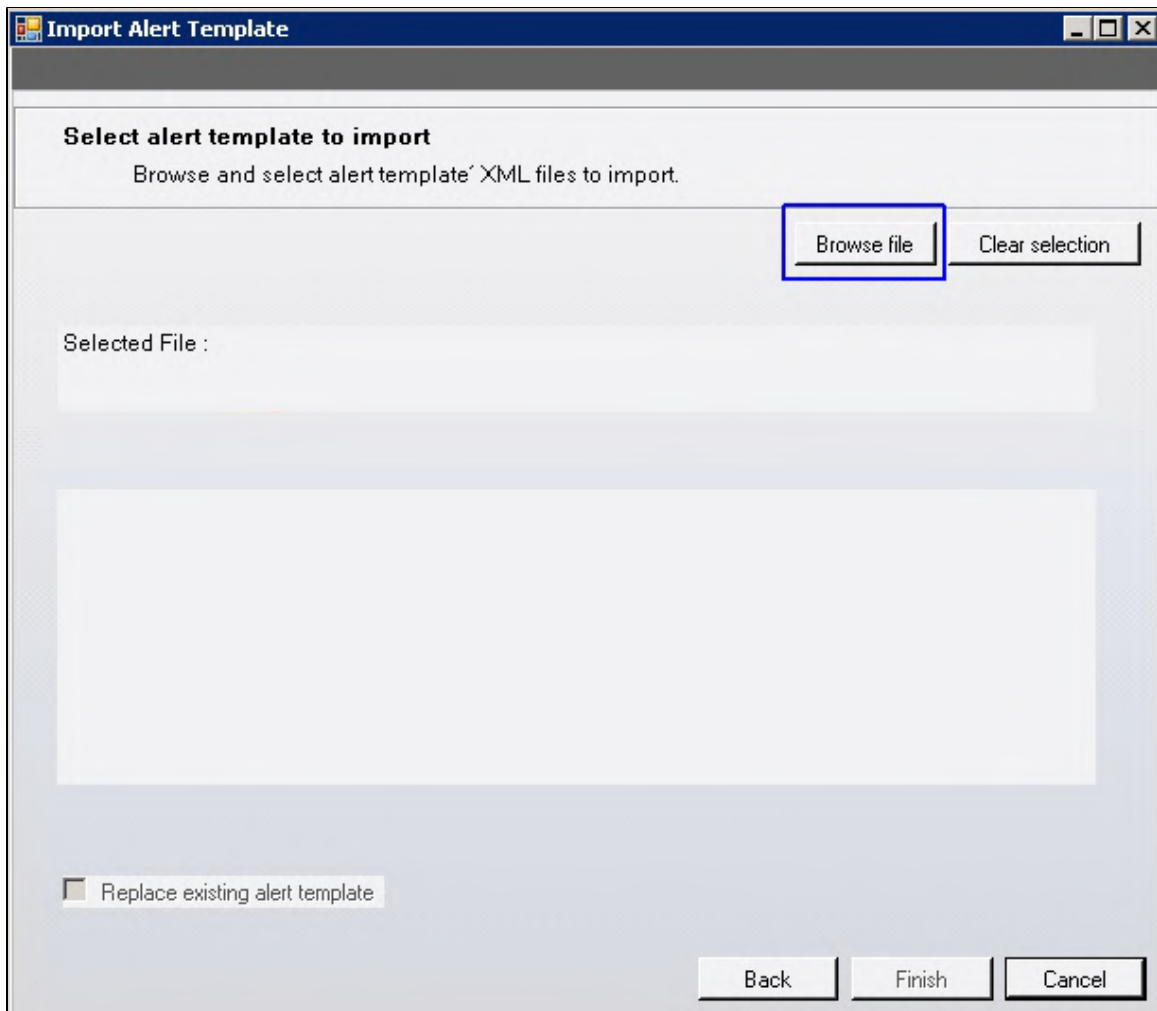 Import Alert Template
Select alert template to import
Browse and select alert template´ XML files to import.
Browse file
Clear selection
Selected File :
Replace existing alert template
Back
Finish
Cancel